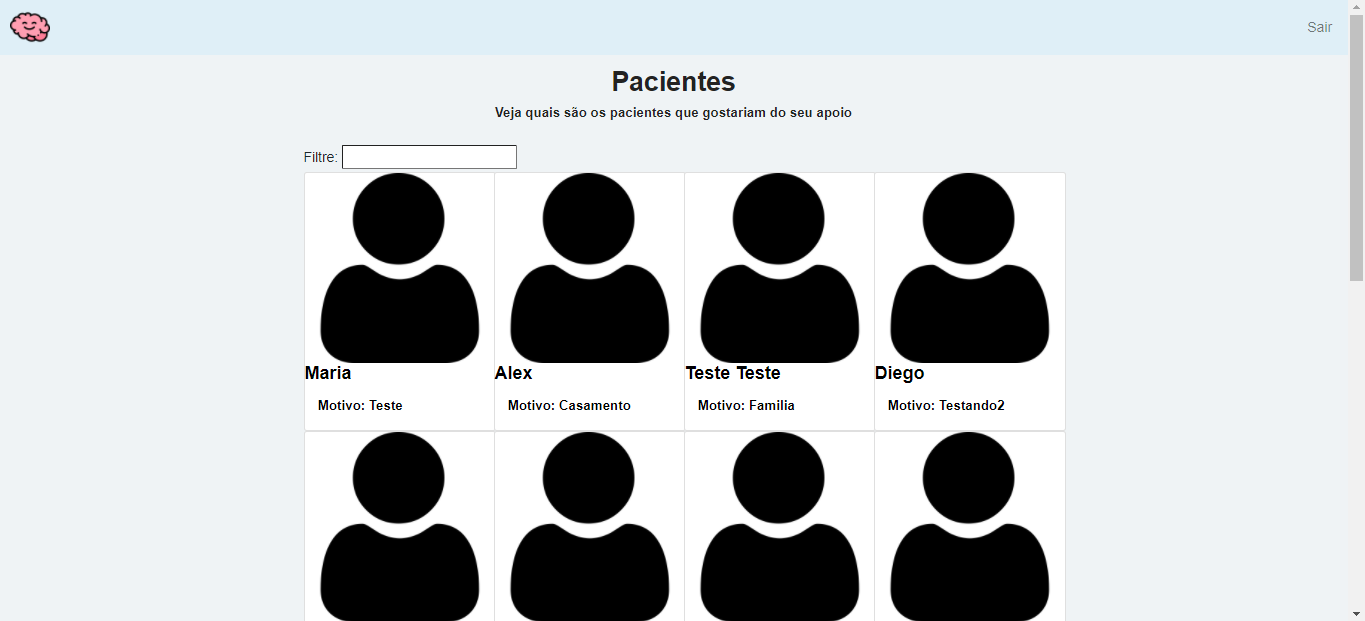 Sair
Pacientes
Veja quais são os pacientes que gostariam do seu apoio
Filtre:
Maria
Motivo: Teste
Alex
Motivo: Casamento
Teste Teste
Motivo: Familia
Diego
Motivo: Testando2